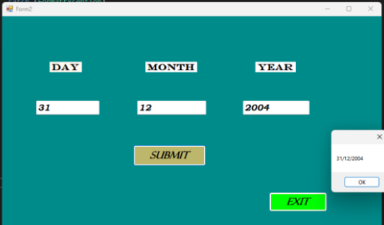 Form2
DAY MONTH YEAR
31 12 2004
31/12/2004
SUBMIT
OK
EXIT